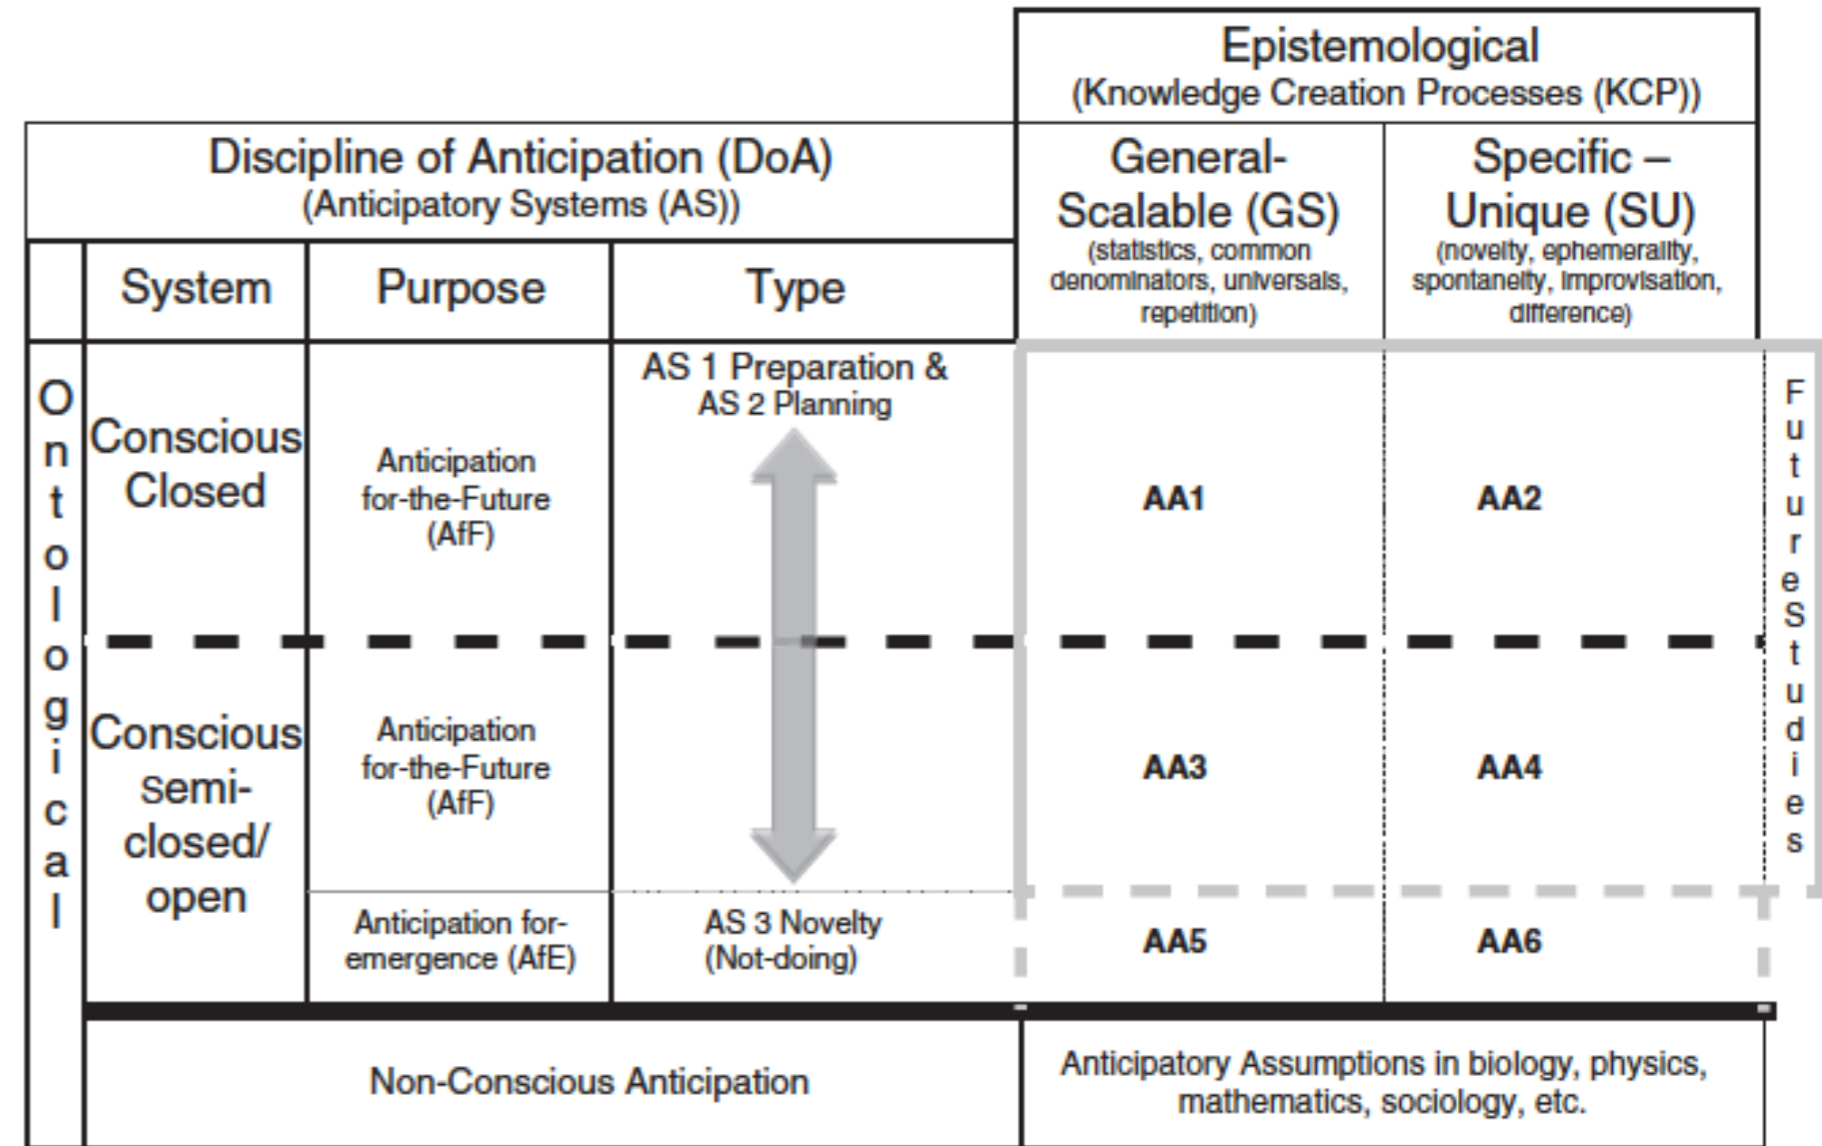 Epistemological
(Knowledge Creation Processes (KCP))
Discipline of Anticipation (DoA)
(Anticipatory Systems (AS))
General-
Scalable (GS)
(statistics, common
denominators, universals,
repetition)
Specific –
Unique (SU)
(novelty, ephemerality,
spontaneity, improvisation,
difference)
System
Purpose
Type
Ontological
Conscious
Closed
Anticipation
for-the-Future
(AfF)
AS 1 Preparation &
AS 2 Planning
AA1
AA2
Future Studies
Conscious
semi-
closed/
open
Anticipation
for-the-Future
(AfF)
AA3
AA4
Anticipation for-
emergence (AfE)
AS 3 Novelty
(Not-doing)
AA5
AA6
Non-Conscious Anticipation
Anticipatory Assumptions in biology, physics,
mathematics, sociology, etc.